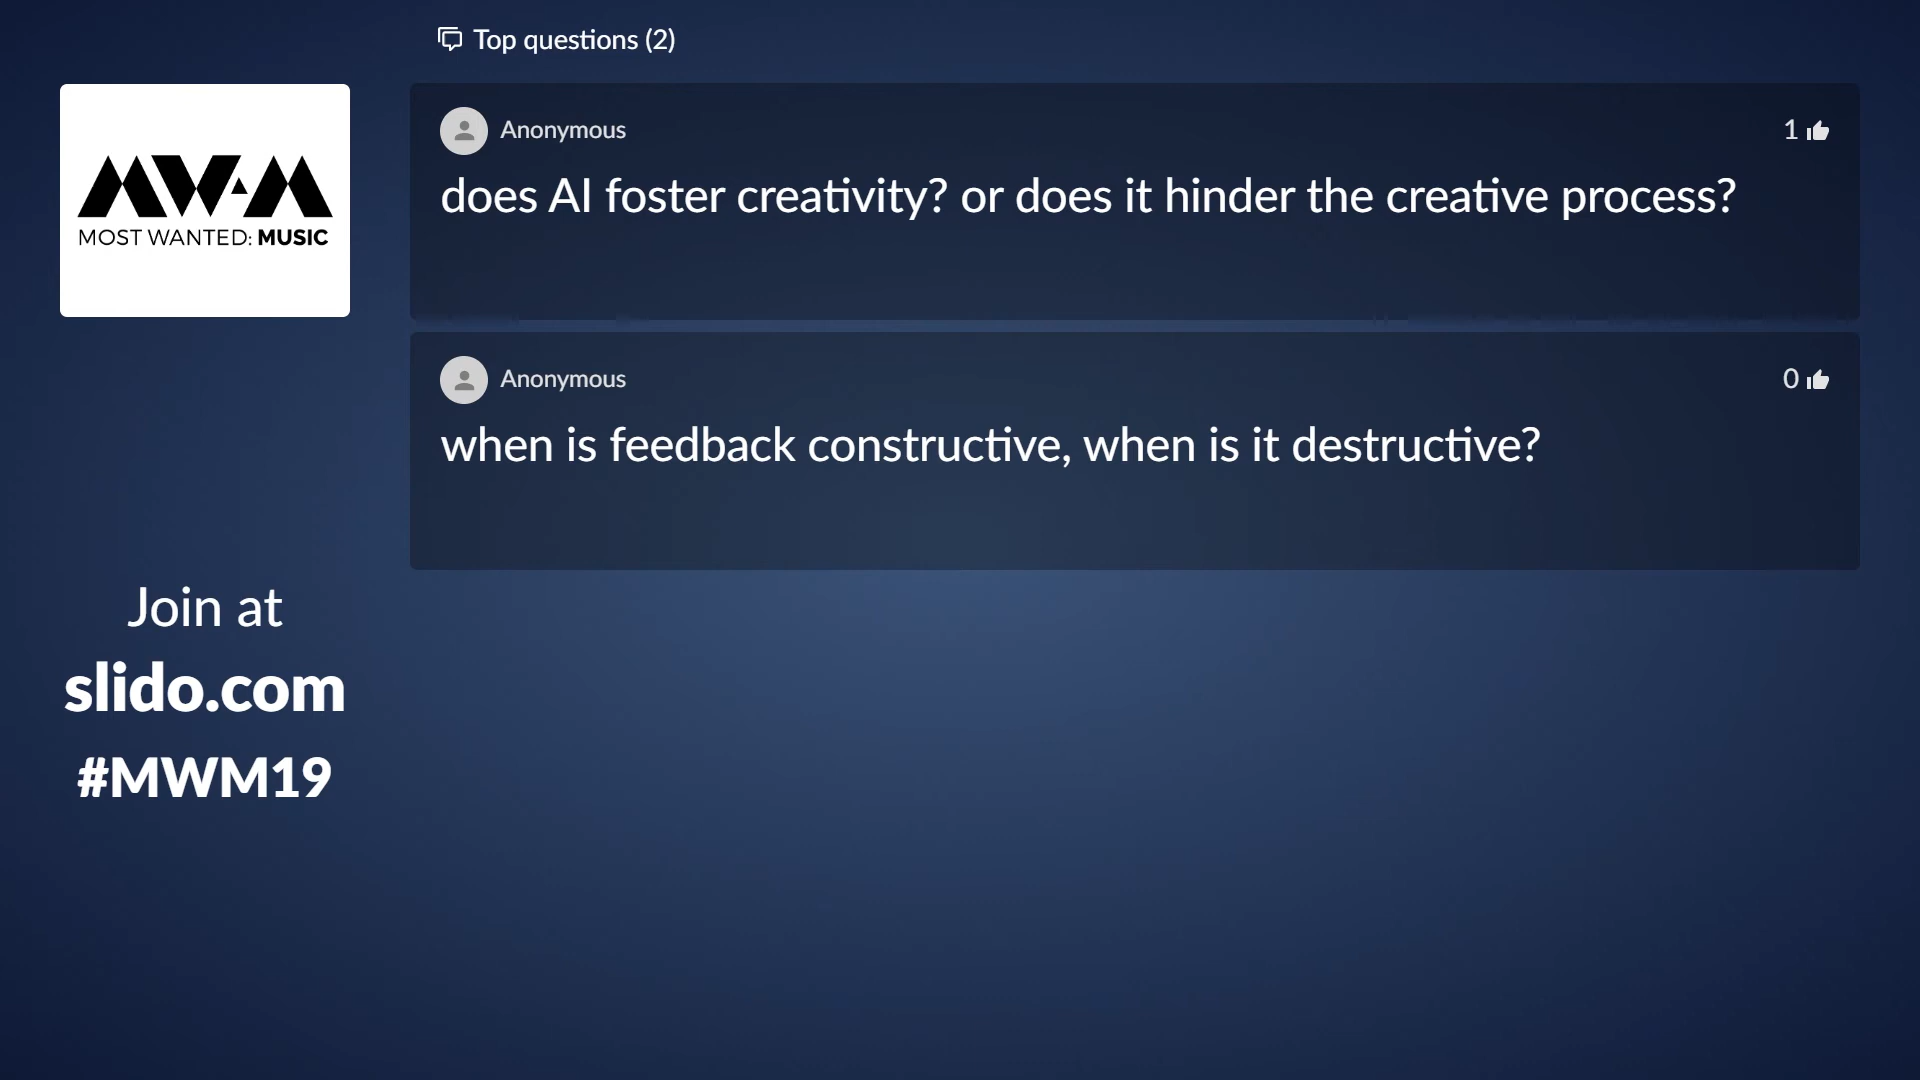 Top questions (2)
MOST WANTED: MUSIC
Anonymous
1
does AI foster creativity? or does it hinder the creative process?
Anonymous
0
when is feedback constructive, when is it destructive?
Join at
slido.com
#MWM19